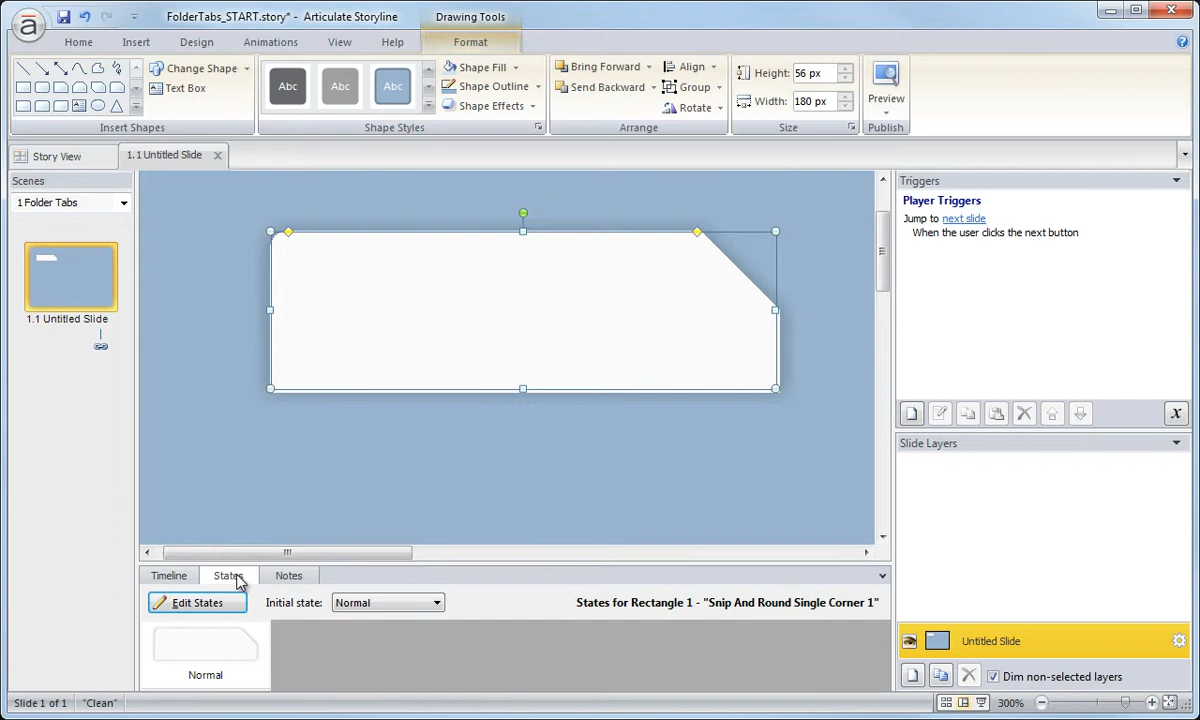 FolderTabs_START.story* - Articulate Storyline
Drawing Tools
Home Insert Design Animations View Help Format
Change Shape
Text Box
Insert Shapes
Abc Abc Abc
Shape Fill
Shape Outline
Shape Effects
Shape Styles
Bring Forward
Send Backward
Align
Group
Rotate
Arrange
Height: 56 px
Width: 180 px
Size
Preview
Publish
Story View
1.1 Untitled Slide
Scenes
1 Folder Tabs
1.1 Untitled Slide
Triggers
Player Triggers
Jump to next slide
When the user clicks the next button
x
Slide Layers
Untitled Slide
Dim non-selected layers
Timeline States Notes
Edit States
Initial state: Normal
States for Rectangle 1 - "Snip And Round Single Corner 1"
Normal
Slide 1 of 1 "Clean"
300%